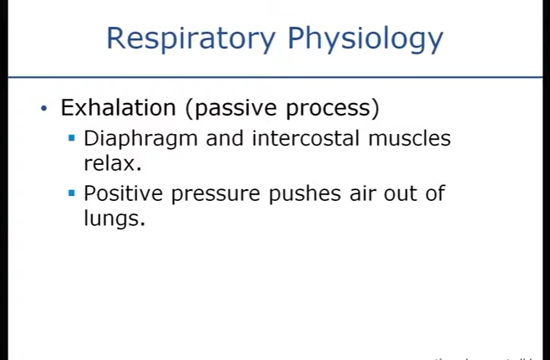 Respiratory Physiology
• Exhalation (passive process)
▪ Diaphragm and intercostal muscles
relax.
▪ Positive pressure pushes air out of
lungs.